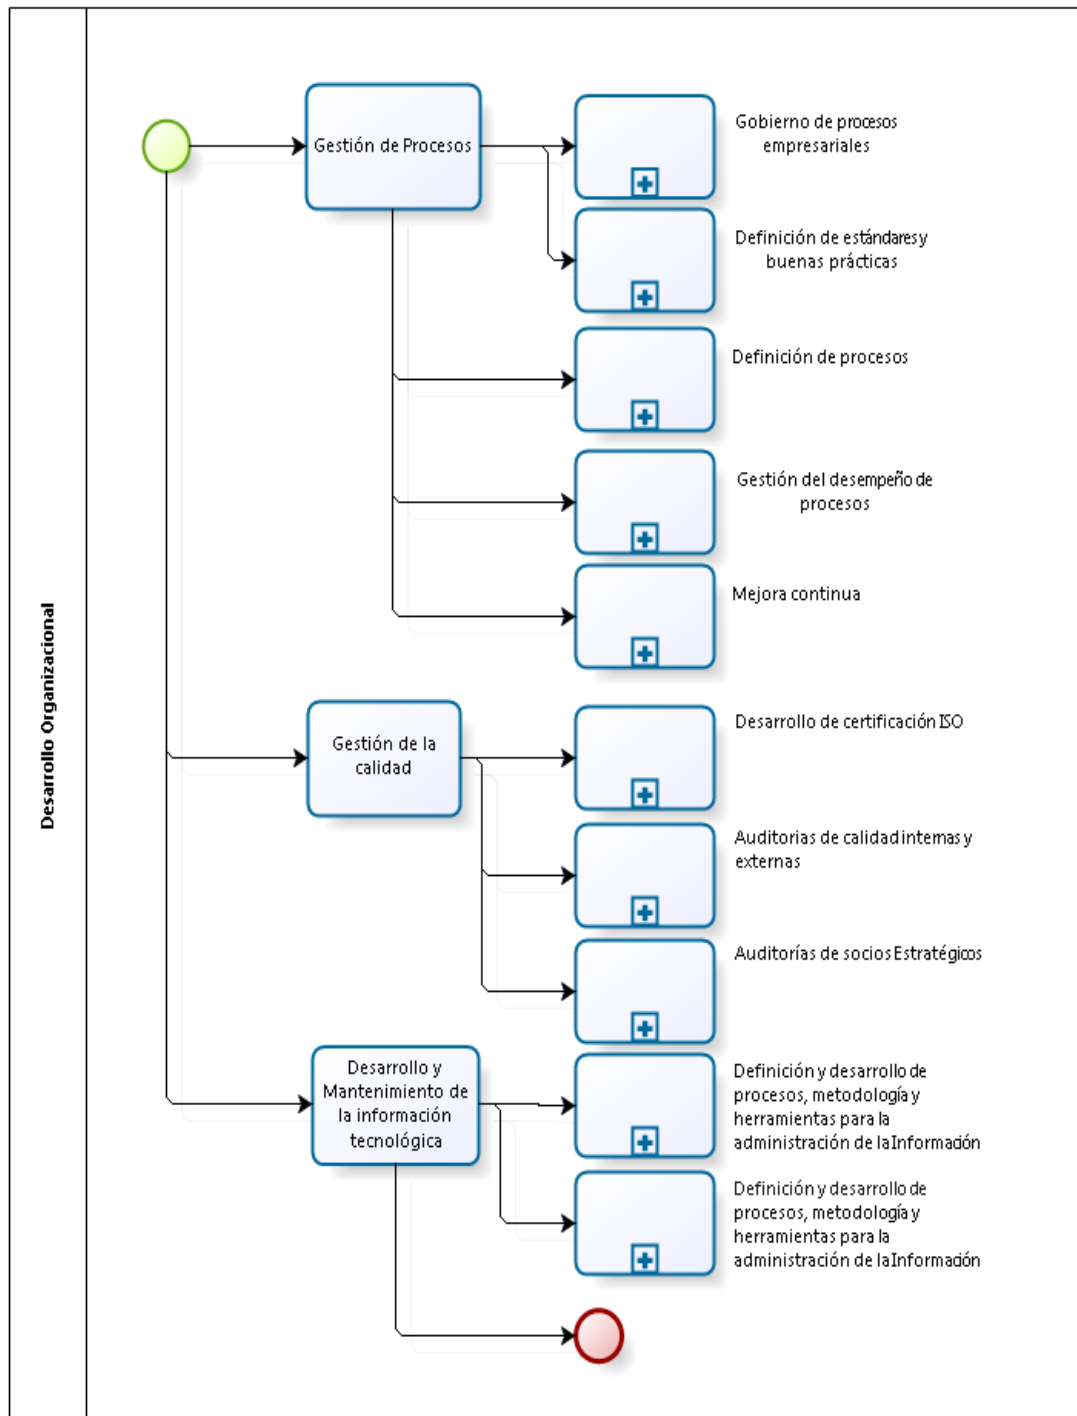 Desarrollo Organizacional
Gestión de Procesos
Gobierno de procesos
empresariales
Definición de estándares y
buenas prácticas
Definición de procesos
Gestión del desempeño de
procesos
Mejora continua
Gestión de la
calidad
Desarrollo de certificación ISO
Auditorias de calidad internas y
externas
Auditorías de socios Estratégicos
Desarrollo y
Mantenimiento de
la información
tecnológica
Definición y desarrollo de
procesos, metodología y
herramientas para la
administración de la Información
Definición y desarrollo de
procesos, metodología y
herramientas para la
administración de la Información